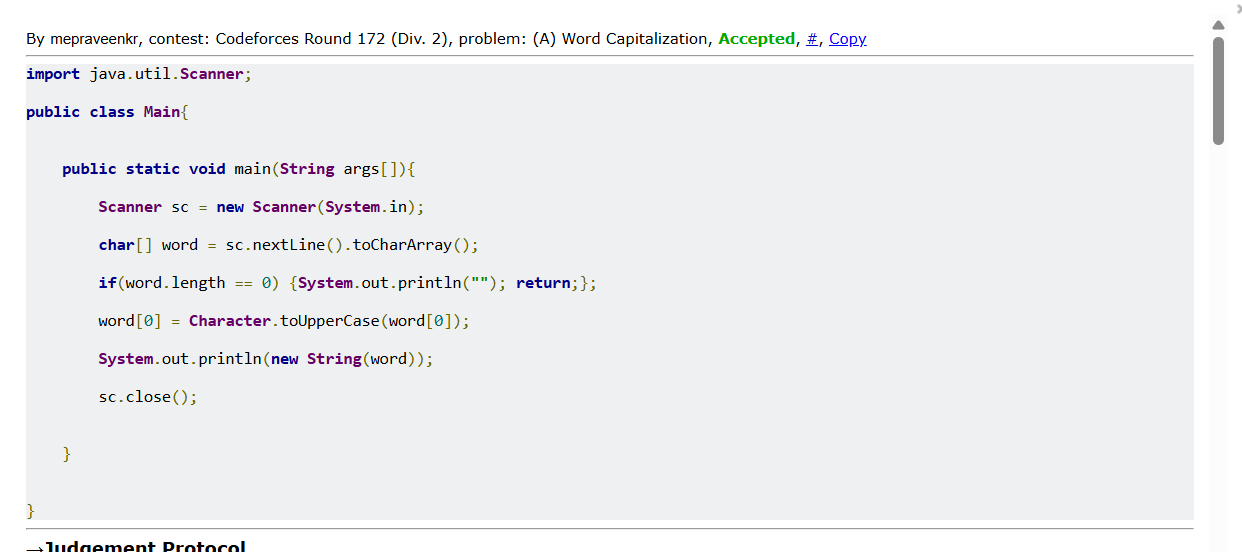 By mepraveenkr, contest: Codeforces Round 172 (Div. 2), problem: (A) Word Capitalization, Accepted, #, Copy
import java.util.Scanner;
public class Main{
public static void main(String args[]){
Scanner sc = new Scanner(System.in);
char[] word = sc.nextLine().toCharArray();
if(word.length == 0) {System.out.println(""); return;};
word[0] = Character.toUpperCase(word[0]);
System.out.println(new String(word));
sc.close();
}
}
→Judgement Protocol